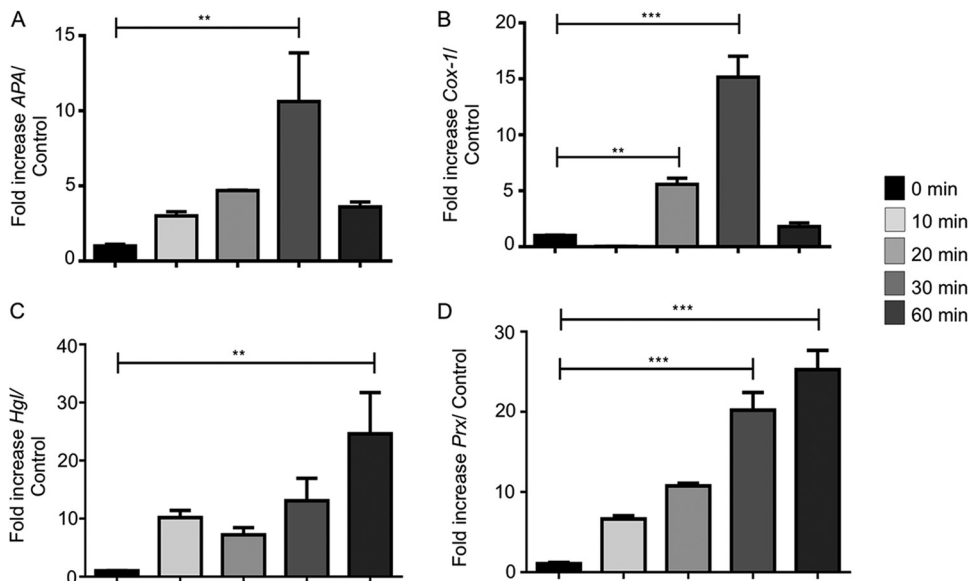 A
Fold increase APA/
Control
15
10
5
0
**
B
Fold increase Cox-1/
Control
20
15
10
5
0
***
**
0 min
10 min
20 min
30 min
60 min
C
Fold increase Hgl/
Control
40
30
20
10
0
**
D
Fold increase Prx/ Control
30
20
10
0
***
***